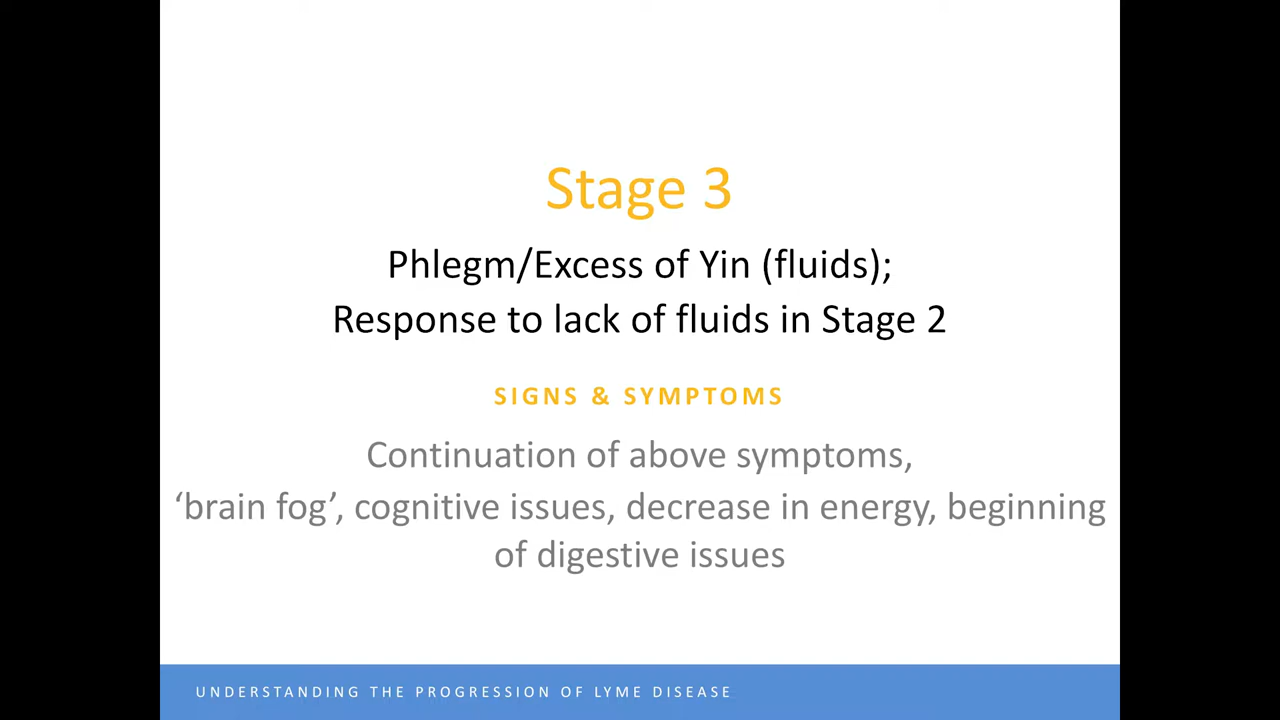 Stage 3
Phlegm/Excess of Yin (fluids);
Response to lack of fluids in Stage 2
SIGNS & SYMPTOMS
Continuation of above symptoms,
‘brain fog’, cognitive issues, decrease in energy, beginning
of digestive issues
UNDERSTANDING THE PROGRESSION OF LYME DISEASE